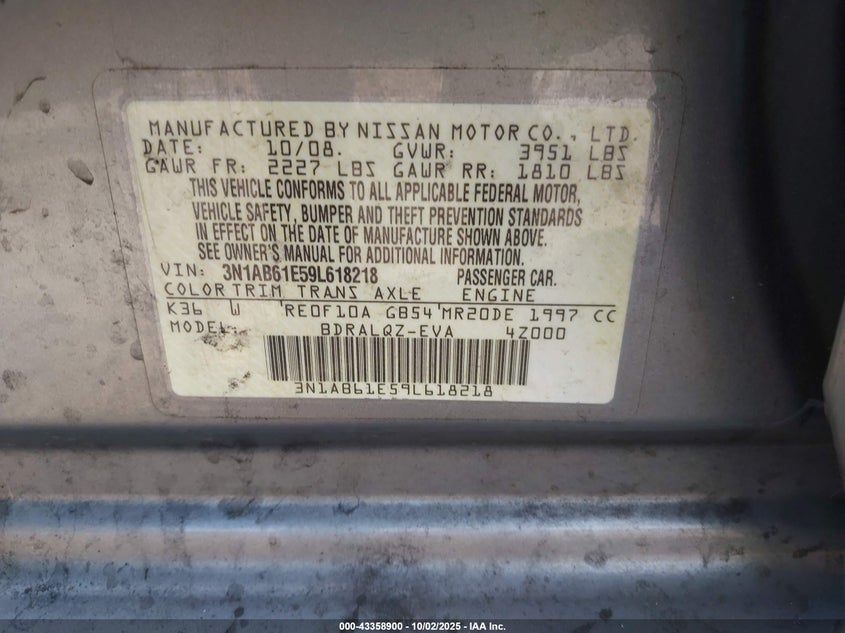 MANUFACTURED BY NISSAN MOTOR CO., LTD.
DATE: 10/08. GVWR: 3951 LBS
GAWR FR: 2227 LBS GAWR RR: 1810 LBS
THIS VEHICLE CONFORMS TO ALL APPLICABLE FEDERAL MOTOR,
VEHICLE SAFETY, BUMPER AND THEFT PREVENTION STANDARDS
IN EFFECT ON THE DATE OF MANUFACTURE SHOWN ABOVE.
SEE OWNER'S MANUAL FOR ADDITIONAL INFORMATION.
VIN: 3N1AB61E59L618218 PASSENGER CAR.
COLOR TRIM TRANS AXLE ENGINE
K36 W RE0F10A GB54 MR20DE 1997 CC
MODEL: BDRALQZ-EVA 4Z000
3N1AB61E59L618218
000-43358900 - 10/02/2025 - IAA Inc.